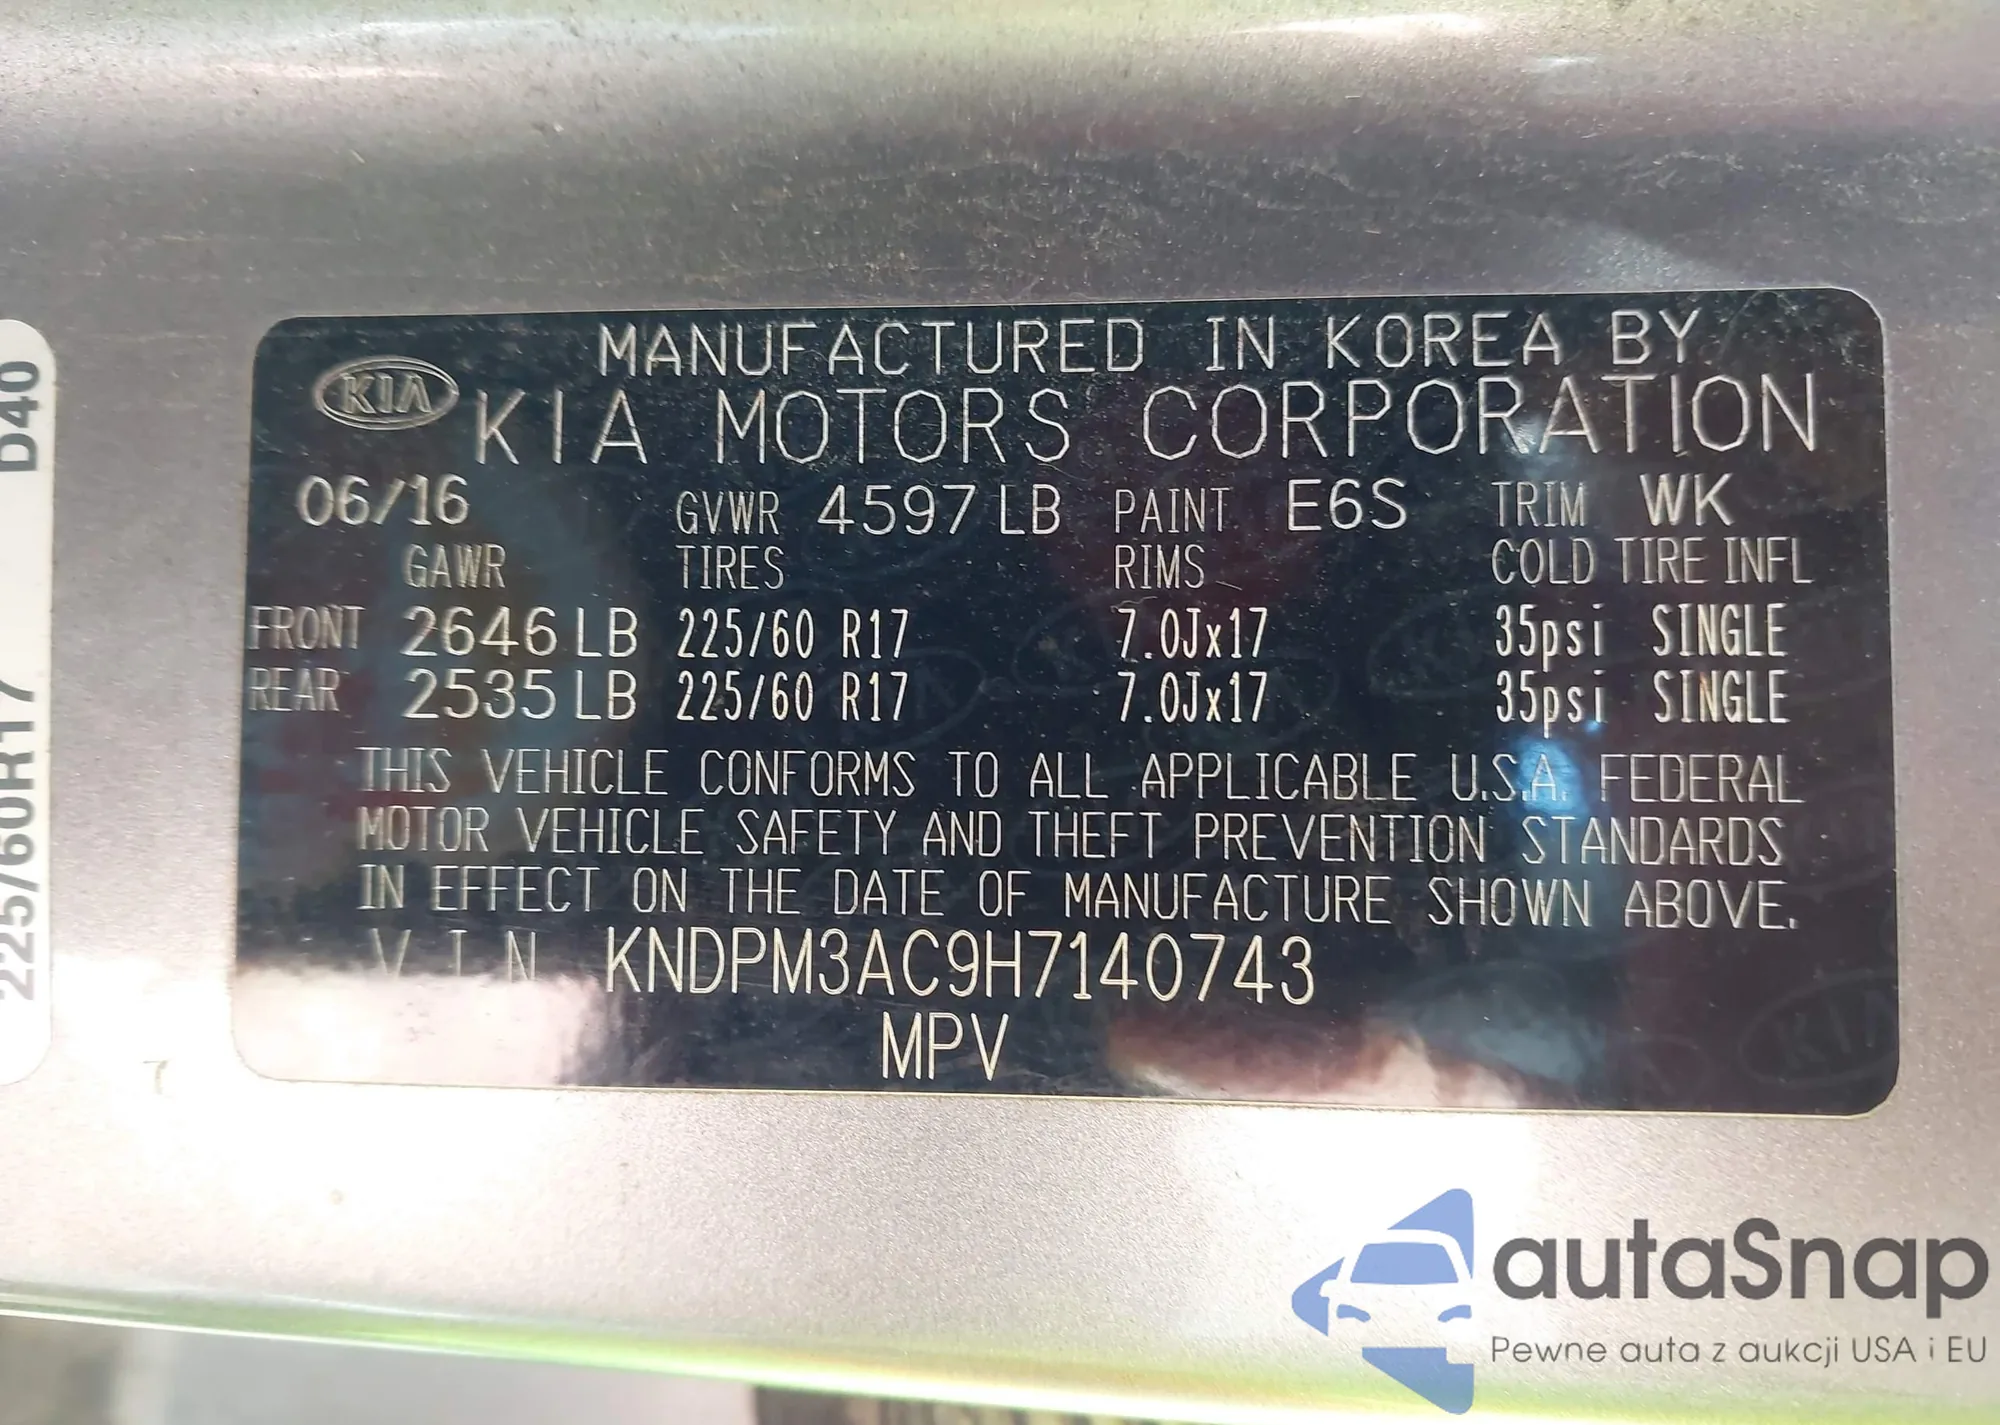 MANUFACTURED IN KOREA BY
KIA KIA MOTORS CORPORATION
06/16 GVWR 4597 LB PAINT E6S TRIM WK
GAWR TIRES RIMS COLD TIRE INFL
FRONT 2646 LB 225/60 R17 7.0Jx17 35psi SINGLE
REAR 2535 LB 225/60 R17 7.0Jx17 35psi SINGLE
THIS VEHICLE CONFORMS TO ALL APPLICABLE U.S.A. FEDERAL
MOTOR VEHICLE SAFETY AND THEFT PREVENTION STANDARDS
IN EFFECT ON THE DATE OF MANUFACTURE SHOWN ABOVE.
VIN KNDPM3AC9H7140743
MPV
225/60R17 D40
autaSnap
Pewne auta z aukcji USA i EU